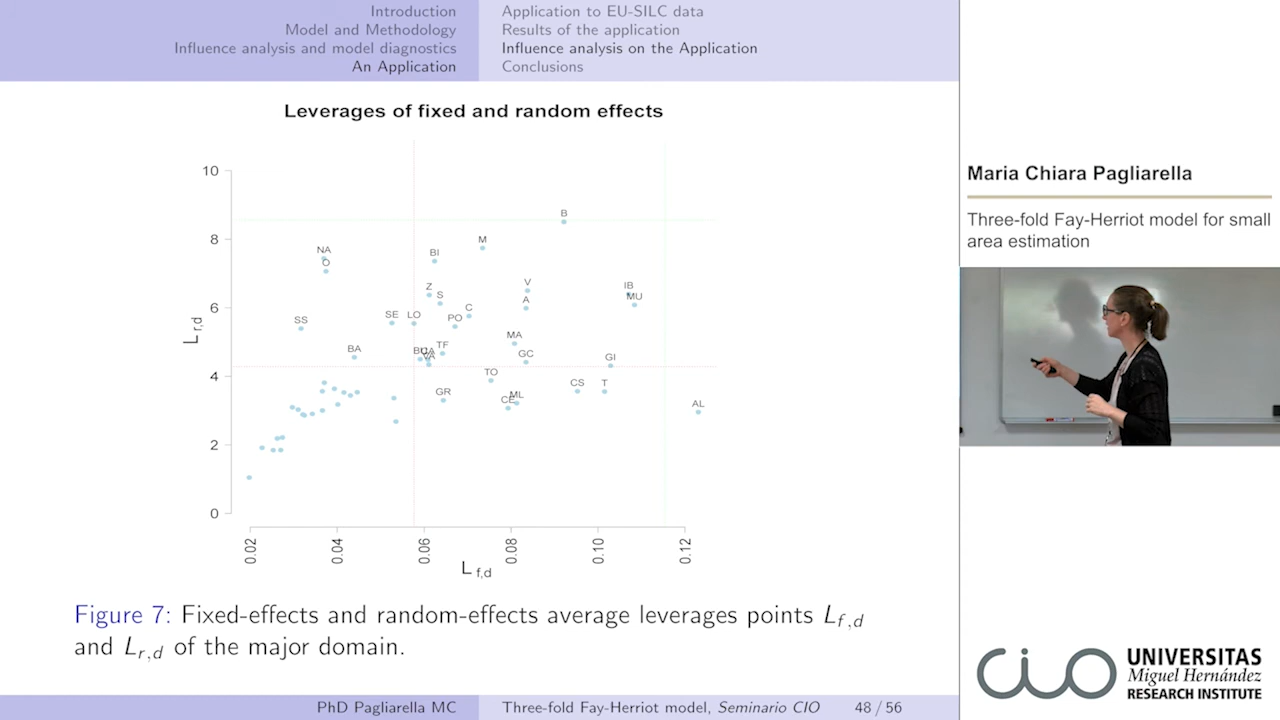 Introduction
Model and Methodology
Influence analysis and model diagnostics
An Application
Application to EU-SILC data
Results of the application
Influence analysis on the Application
Conclusions
Leverages of fixed and random effects
L r,d
10
8
6
4
2
0
B
M
NA
O
BI
V
Z
S
A
IB
MU
C
SS
SE
LO
PO
MA
BA
TF
GC
VA
GI
TO
CS
T
GR
CE
ML
AL
0.02
0.04
0.06
0.08
0.10
0.12
L f,d
Figure 7: Fixed-effects and random-effects average leverages points L f,d
and L r,d of the major domain.
PhD Pagliarella MC
Three-fold Fay-Herriot model, Seminario CIO
48 / 56
Maria Chiara Pagliarella
Three-fold Fay-Herriot model for small
area estimation
CIO
UNIVERSITAS
Miguel Hernández
RESEARCH INSTITUTE